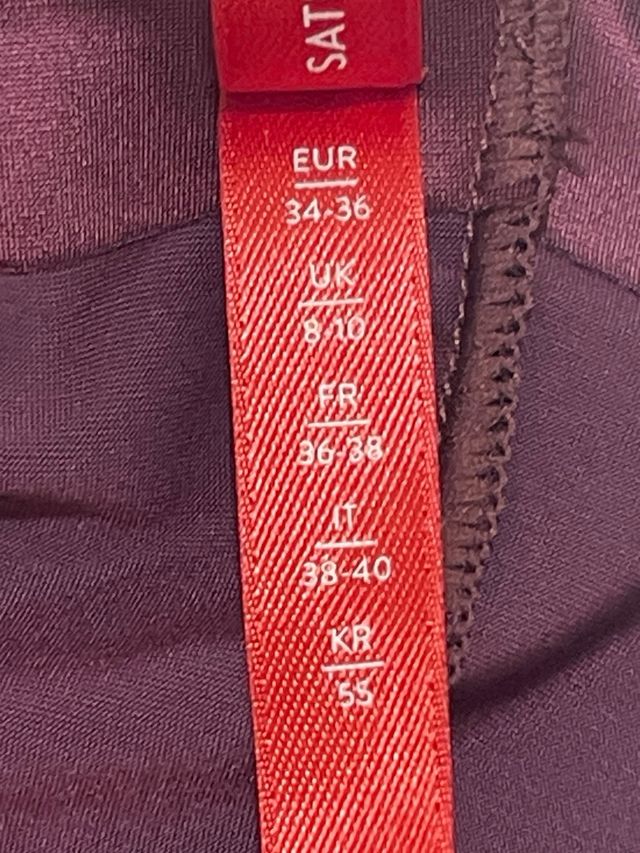 SAT
EUR
34-36
UK
8-10
FR
36-38
IT
38-40
KR
55